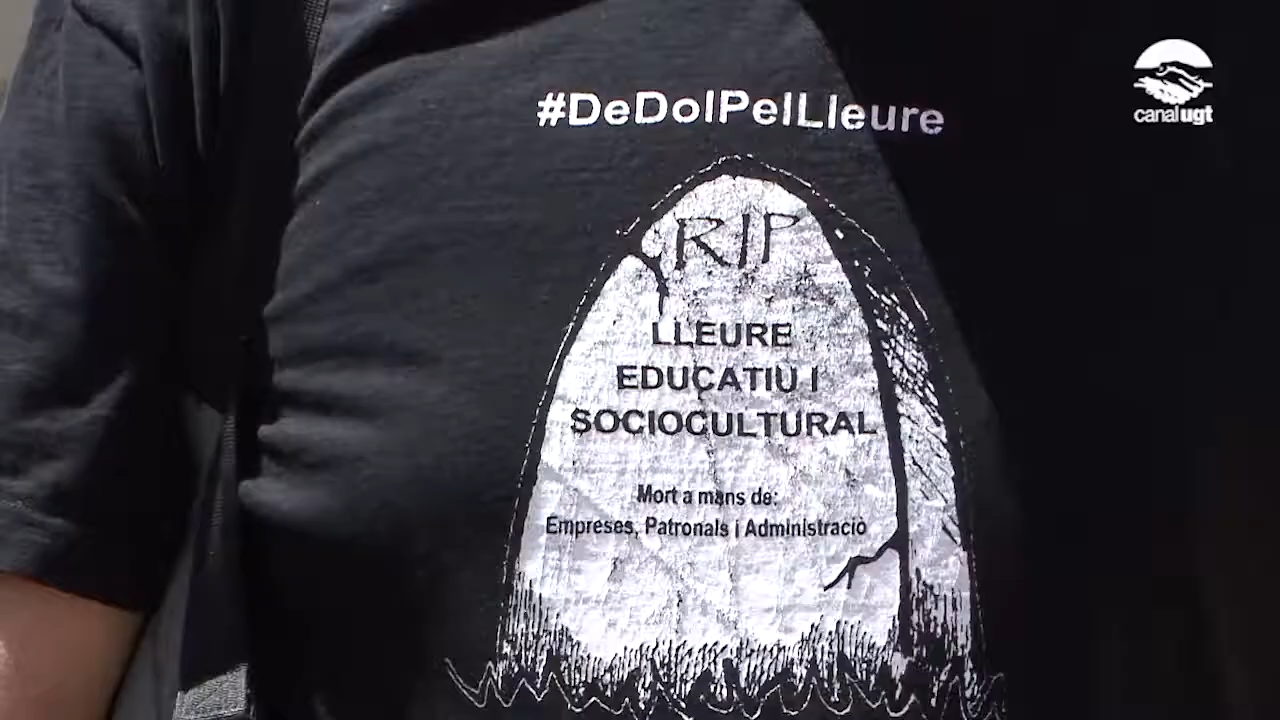 #DeDolPelLleure
canalugt
RIP
LLEURE
EDUCATIU I
SOCIOCULTURAL
Mort a mans de:
Empreses, Patronals i Administració